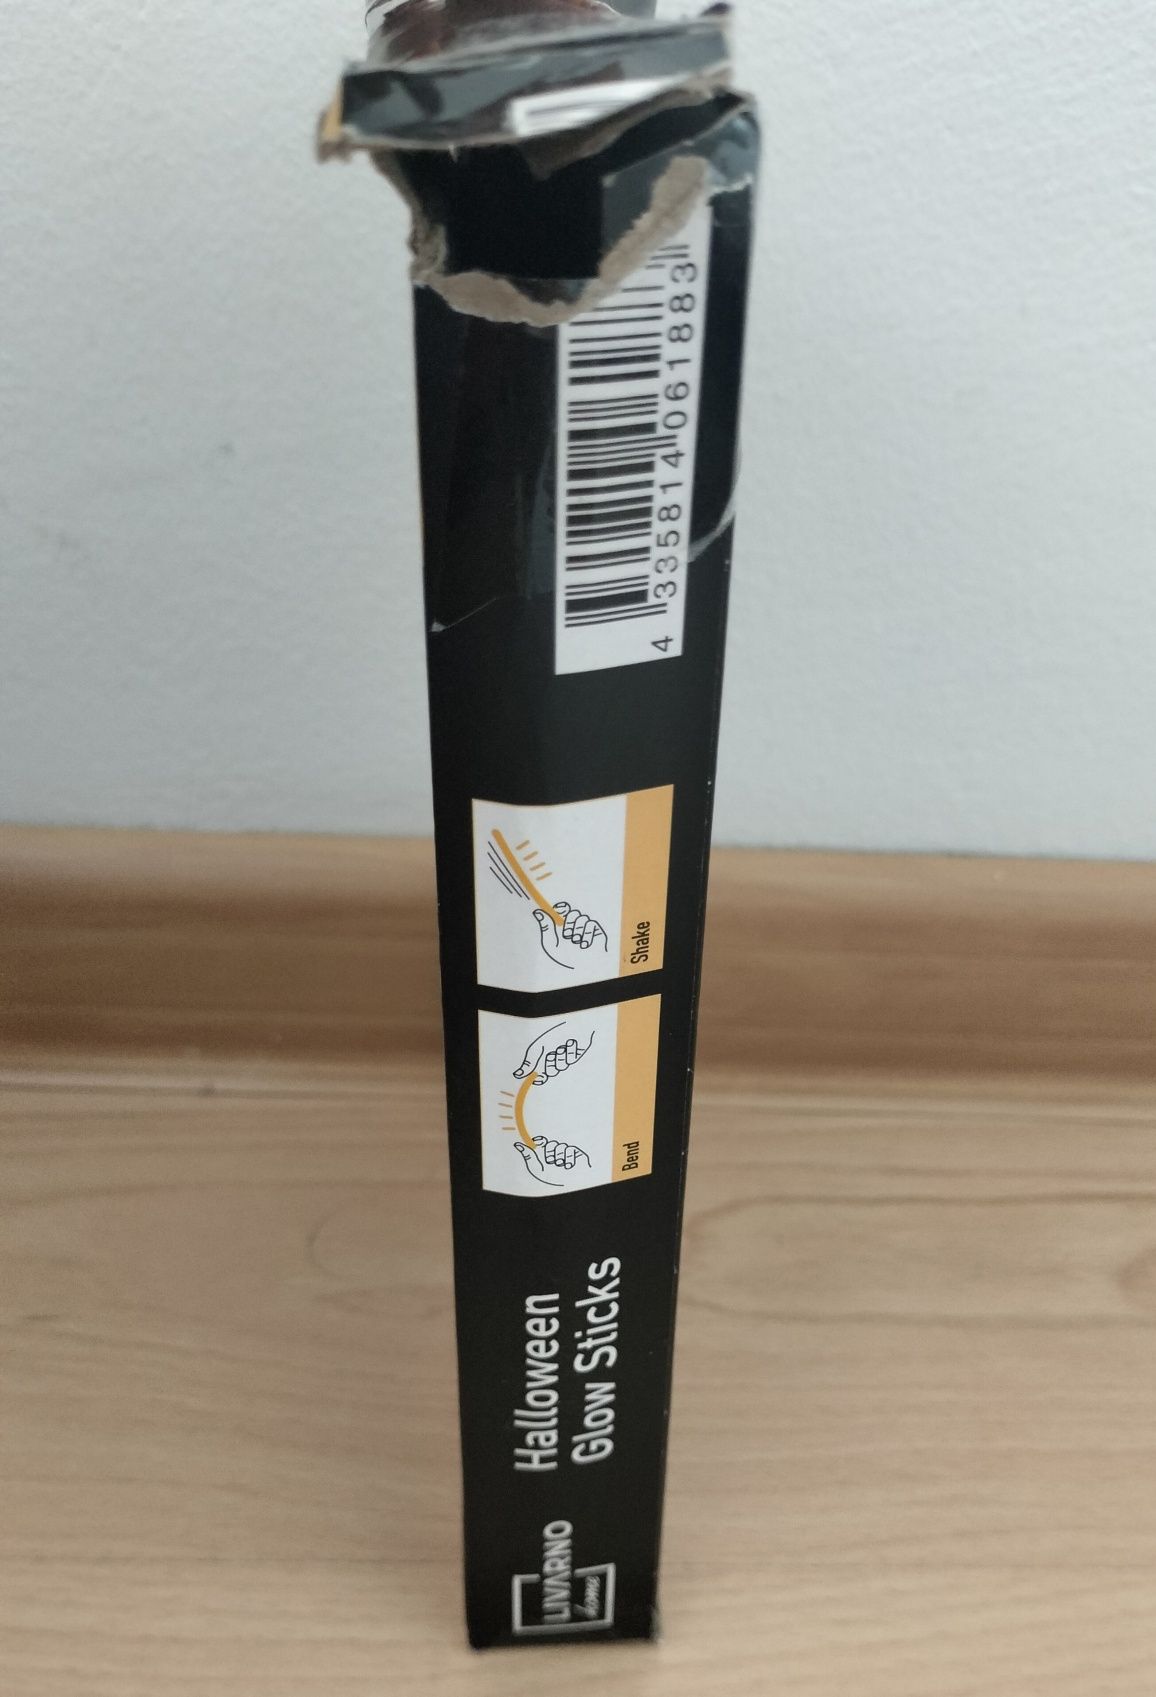 LIVARNO
home
Halloween
Glow Sticks
Bend
Shake
4 335814 061883